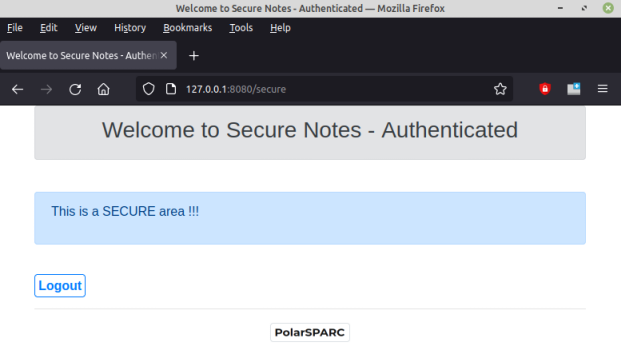 Welcome to Secure Notes - Authenticated — Mozilla Firefox
File Edit View History Bookmarks Tools Help
Welcome to Secure Notes - Authen
127.0.0.1:8080/secure
Welcome to Secure Notes - Authenticated
This is a SECURE area !!!
Logout
PolarSPARC